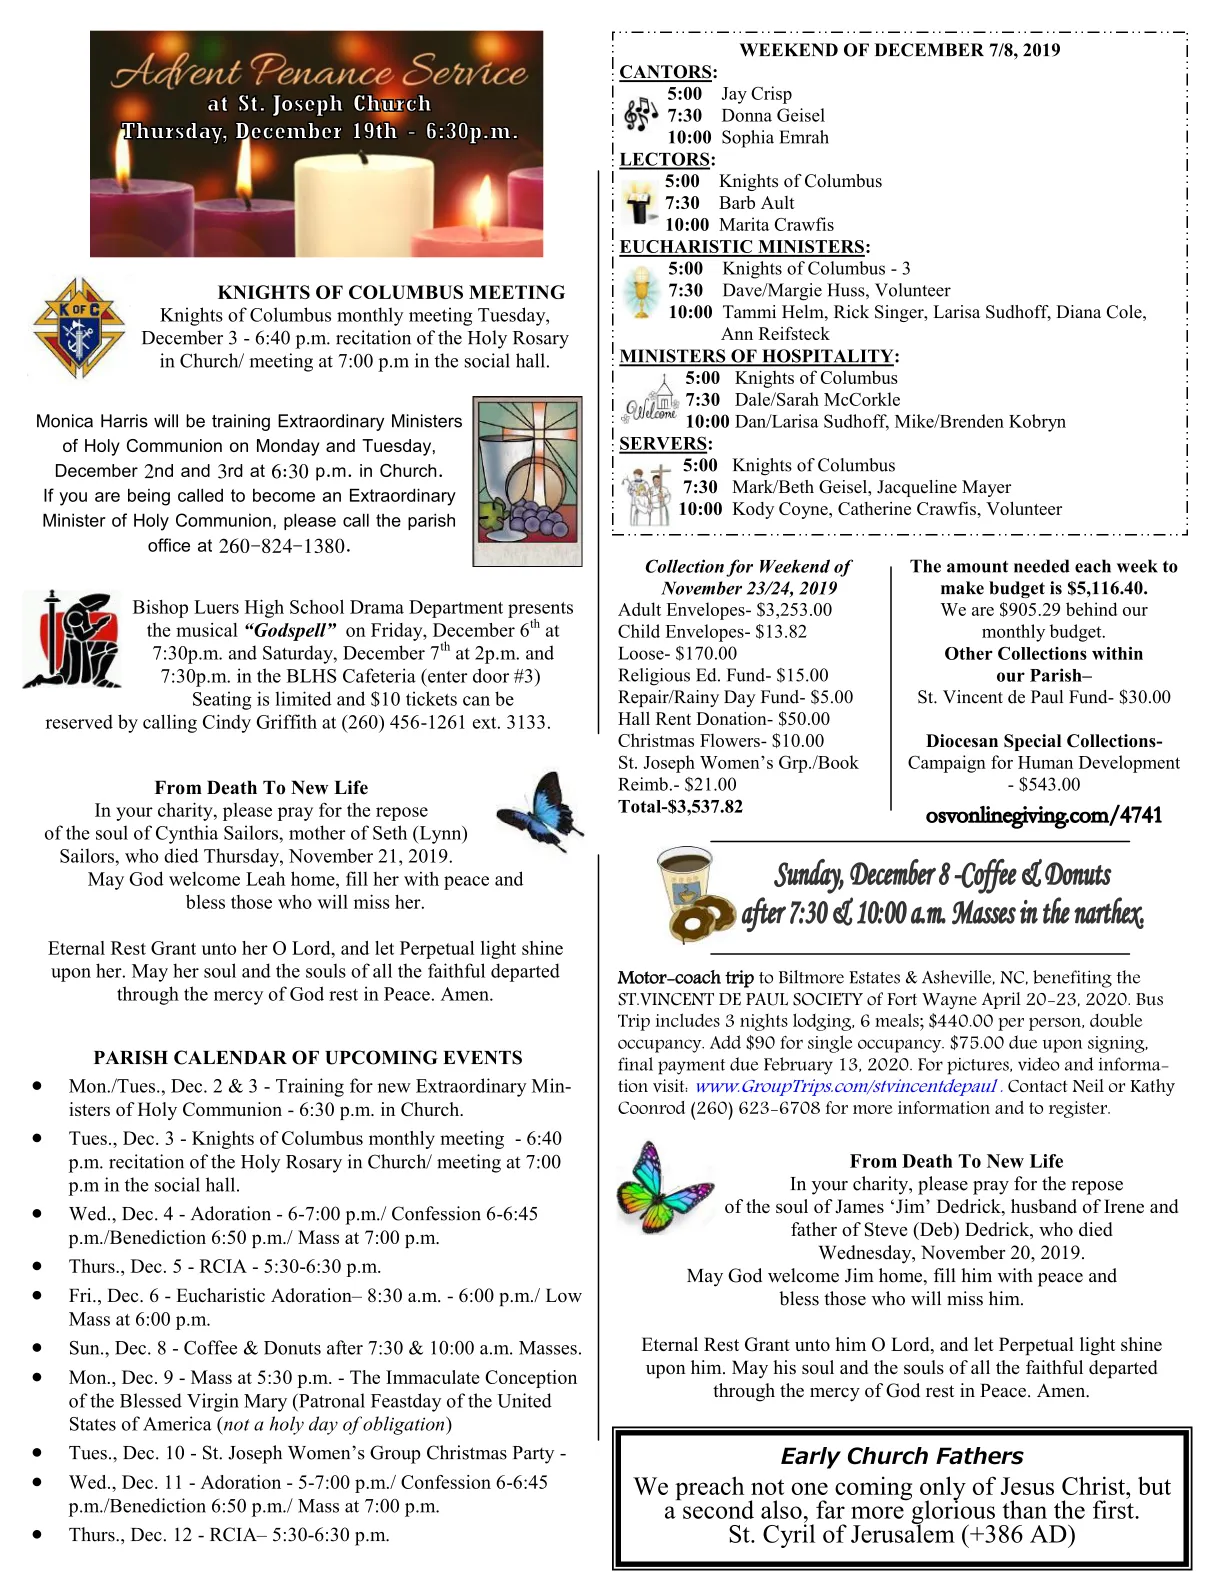 Advent Penance Service
at St. Joseph Church
Thursday, December 19th - 6:30p.m.
K OF C
KNIGHTS OF COLUMBUS MEETING
Knights of Columbus monthly meeting Tuesday,
December 3 - 6:40 p.m. recitation of the Holy Rosary
in Church/ meeting at 7:00 p.m in the social hall.
Monica Harris will be training Extraordinary Ministers
of Holy Communion on Monday and Tuesday,
December 2nd and 3rd at 6:30 p.m. in Church.
If you are being called to become an Extraordinary
Minister of Holy Communion, please call the parish
office at 260-824-1380.
Bishop Luers High School Drama Department presents
the musical “Godspell” on Friday, December 6th at
7:30p.m. and Saturday, December 7th at 2p.m. and
7:30p.m. in the BLHS Cafeteria (enter door #3)
Seating is limited and $10 tickets can be
reserved by calling Cindy Griffith at (260) 456-1261 ext. 3133.
From Death To New Life
In your charity, please pray for the repose
of the soul of Cynthia Sailors, mother of Seth (Lynn)
Sailors, who died Thursday, November 21, 2019.
May God welcome Leah home, fill her with peace and
bless those who will miss her.
Eternal Rest Grant unto her O Lord, and let Perpetual light shine
upon her. May her soul and the souls of all the faithful departed
through the mercy of God rest in Peace. Amen.
PARISH CALENDAR OF UPCOMING EVENTS
● Mon./Tues., Dec. 2 & 3 - Training for new Extraordinary Min-
isters of Holy Communion - 6:30 p.m. in Church.
● Tues., Dec. 3 - Knights of Columbus monthly meeting - 6:40
p.m. recitation of the Holy Rosary in Church/ meeting at 7:00
p.m in the social hall.
● Wed., Dec. 4 - Adoration - 6-7:00 p.m./ Confession 6-6:45
p.m./Benediction 6:50 p.m./ Mass at 7:00 p.m.
● Thurs., Dec. 5 - RCIA - 5:30-6:30 p.m.
● Fri., Dec. 6 - Eucharistic Adoration– 8:30 a.m. - 6:00 p.m./ Low
Mass at 6:00 p.m.
● Sun., Dec. 8 - Coffee & Donuts after 7:30 & 10:00 a.m. Masses.
● Mon., Dec. 9 - Mass at 5:30 p.m. - The Immaculate Conception
of the Blessed Virgin Mary (Patronal Feastday of the United
States of America (not a holy day of obligation)
● Tues., Dec. 10 - St. Joseph Women’s Group Christmas Party -
● Wed., Dec. 11 - Adoration - 5-7:00 p.m./ Confession 6-6:45
p.m./Benediction 6:50 p.m./ Mass at 7:00 p.m.
● Thurs., Dec. 12 - RCIA– 5:30-6:30 p.m.
WEEKEND OF DECEMBER 7/8, 2019
CANTORS:
5:00 Jay Crisp
7:30 Donna Geisel
10:00 Sophia Emrah
LECTORS:
5:00 Knights of Columbus
7:30 Barb Ault
10:00 Marita Crawfis
EUCHARISTIC MINISTERS:
5:00 Knights of Columbus - 3
7:30 Dave/Margie Huss, Volunteer
10:00 Tammi Helm, Rick Singer, Larisa Sudhoff, Diana Cole,
Ann Reifsteck
MINISTERS OF HOSPITALITY:
Welcome
5:00 Knights of Columbus
7:30 Dale/Sarah McCorkle
10:00 Dan/Larisa Sudhoff, Mike/Brenden Kobryn
SERVERS:
5:00 Knights of Columbus
7:30 Mark/Beth Geisel, Jacqueline Mayer
10:00 Kody Coyne, Catherine Crawfis, Volunteer
Collection for Weekend of
November 23/24, 2019
Adult Envelopes- $3,253.00
Child Envelopes- $13.82
Loose- $170.00
Religious Ed. Fund- $15.00
Repair/Rainy Day Fund- $5.00
Hall Rent Donation- $50.00
Christmas Flowers- $10.00
St. Joseph Women’s Grp./Book
Reimb.- $21.00
Total-$3,537.82
The amount needed each week to
make budget is $5,116.40.
We are $905.29 behind our
monthly budget.
Other Collections within
our Parish–
St. Vincent de Paul Fund- $30.00
Diocesan Special Collections-
Campaign for Human Development
- $543.00
osvonlinegiving.com/4741
Sunday, December 8 -Coffee & Donuts
after 7:30 & 10:00 a.m. Masses in the narthex.
Motor-coach trip to Biltmore Estates & Asheville, NC, benefiting the
ST.VINCENT DE PAUL SOCIETY of Fort Wayne April 20-23, 2020. Bus
Trip includes 3 nights lodging, 6 meals; $440.00 per person, double
occupancy. Add $90 for single occupancy. $75.00 due upon signing,
final payment due February 13, 2020. For pictures, video and informa-
tion visit: www.GroupTrips.com/stvincentdepaul . Contact Neil or Kathy
Coonrod (260) 623-6708 for more information and to register.
From Death To New Life
In your charity, please pray for the repose
of the soul of James ‘Jim’ Dedrick, husband of Irene and
father of Steve (Deb) Dedrick, who died
Wednesday, November 20, 2019.
May God welcome Jim home, fill him with peace and
bless those who will miss him.
Eternal Rest Grant unto him O Lord, and let Perpetual light shine
upon him. May his soul and the souls of all the faithful departed
through the mercy of God rest in Peace. Amen.
Early Church Fathers
We preach not one coming only of Jesus Christ, but
a second also, far more glorious than the first.
St. Cyril of Jerusalem (+386 AD)